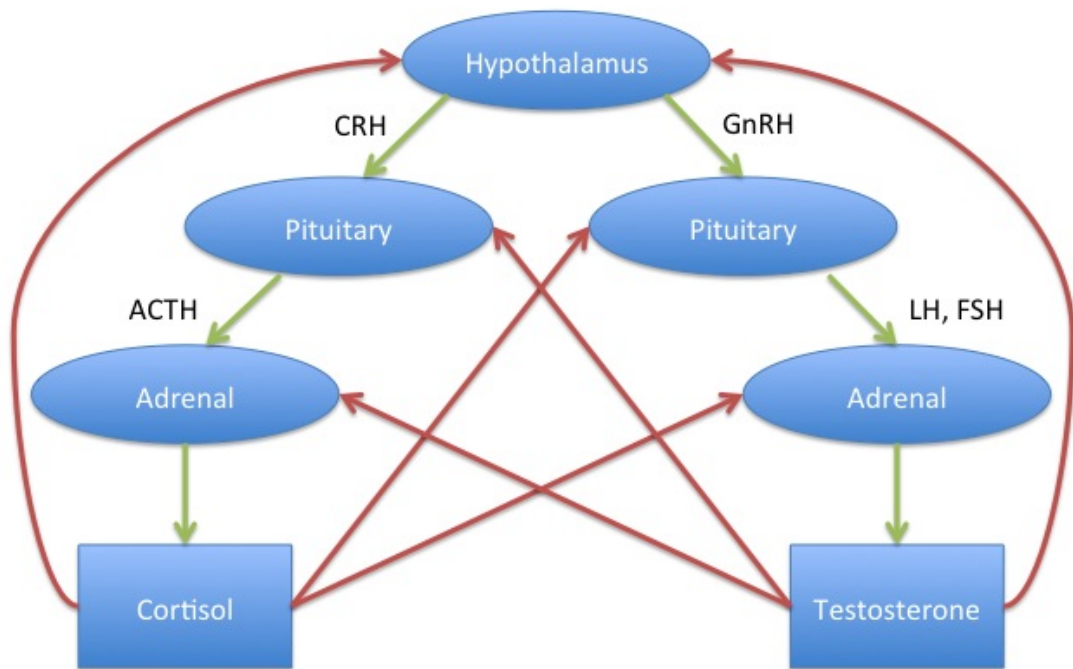 Hypothalamus
CRH
GnRH
Pituitary
Pituitary
ACTH
LH, FSH
Adrenal
Adrenal
Cortisol
Testosterone